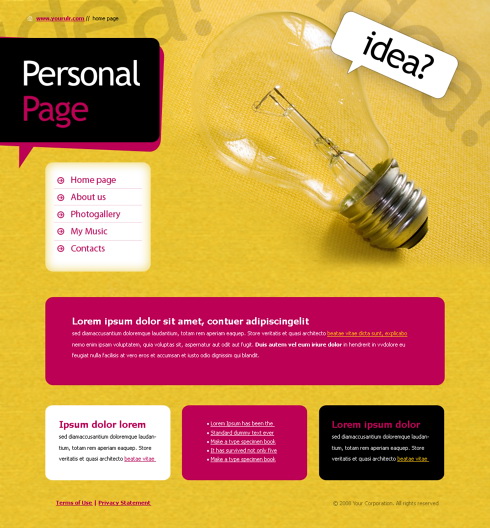 www.yoururlr.com // home page
idea?
Personal
Page
Home page
About us
Photogallery
My Music
Contacts
Lorem ipsum dolor sit amet, contuer adipiscingelit
sed diamaccusantium doloremque laudantium, totam rem aperiam eaquep. Store veritatis et quasi architecto beatae vitae dicta sunt, explicabo
nemo enim ipsam voluptatem, quia voluptas sit, aspernatur aut odit aut fugit. Duis autem vel eum iriure dolor in hendrerit in vvdolore eu
feugiat nulla facilisis at vero eros et accumsan et iusto odio dignissim qui blandit.
Ipsum dolor lorem
sed diamaccusantium doloremque laudan-
tium, totam rem aperiam eaquep. Store
veritatis et quasi architecto beatae vitae
Lorem Ipsum has been the
Standard dummy text ever
Make a type specimen book
It has survived not only five
Make a type specimen book
Lorem ipsum dolor
sed diamaccusantium doloremque laudan-
tium, totam rem aperiam eaquep. Store
veritatis et quasi architecto beatae vitae
Terms of Use | Privacy Statement
© 2008 Your Corporation. All rights reserved